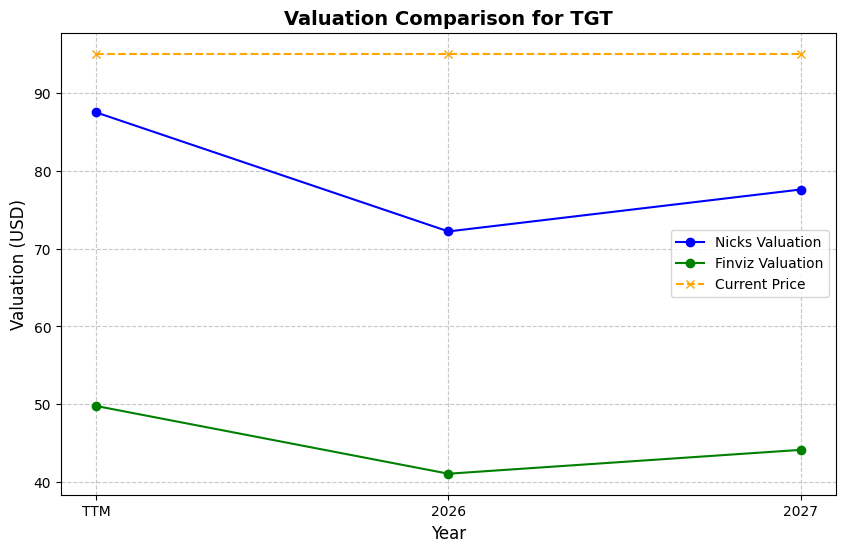 Valuation Comparison for TGT
Valuation (USD)
90
80
70
60
50
40
Nicks Valuation
Finviz Valuation
Current Price
TTM
2026
2027
Year